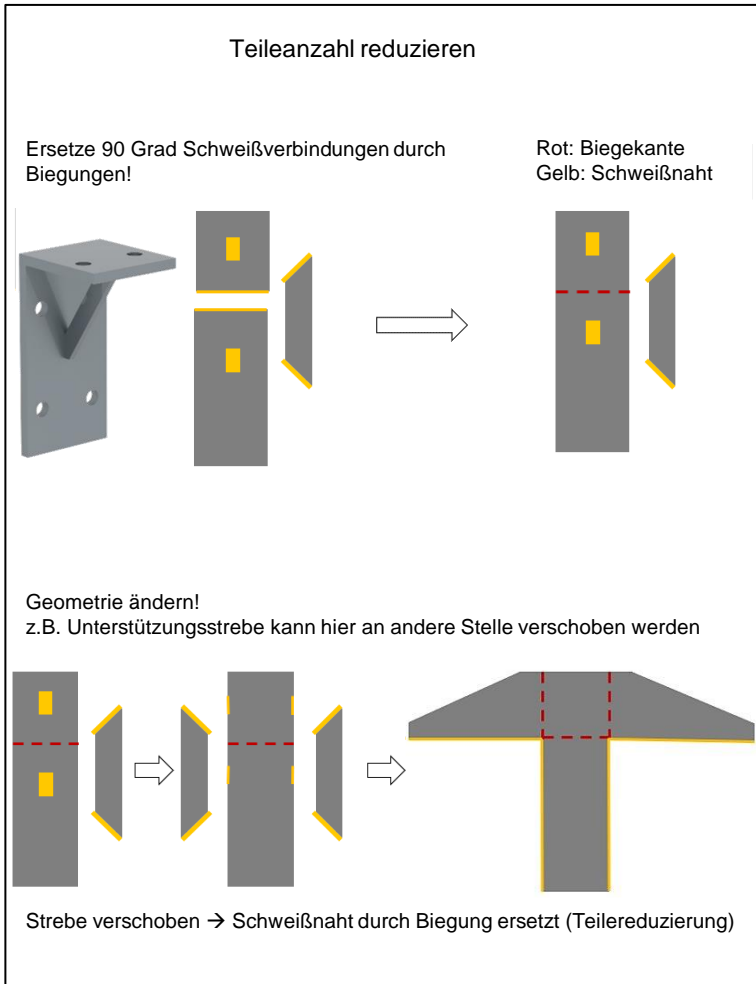 Teileanzahl reduzieren
Ersetze 90 Grad Schweißverbindungen durch
Biegungen!
Rot: Biegekante
Gelb: Schweißnaht
Geometrie ändern!
z.B. Unterstützungsstrebe kann hier an andere Stelle verschoben werden
Strebe verschoben → Schweißnaht durch Biegung ersetzt (Teilereduzierung)